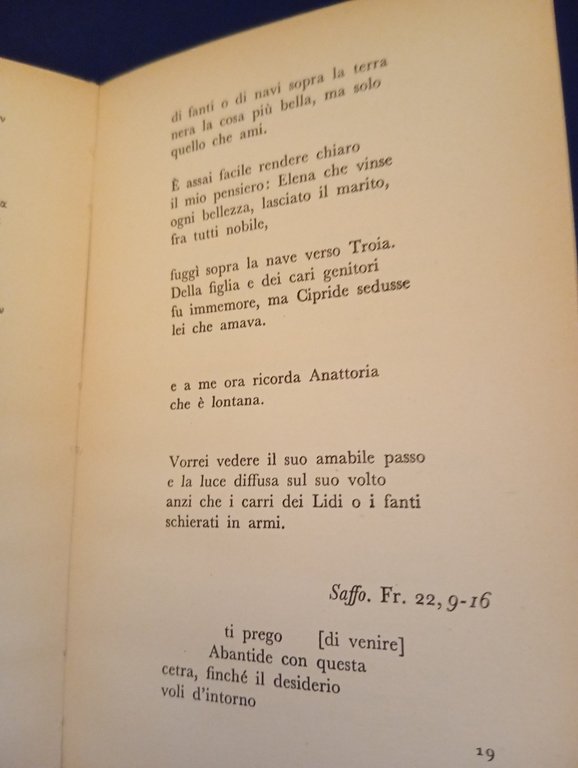 di fanti o di navi sopra la terra
nera la cosa più bella, ma solo
quello che ami.
È assai facile rendere chiaro
il mio pensiero: Elena che vinse
ogni bellezza, lasciato il marito,
fra tutti nobile,
fuggì sopra la nave verso Troia.
Della figlia e dei cari genitori
fu immemore, ma Cipride sedusse
lei che amava.
e a me ora ricorda Anattoria
che è lontana.
Vorrei vedere il suo amabile passo
e la luce diffusa sul suo volto
anzi che i carri dei Lidi o i fanti
schierati in armi.
Saffo. Fr. 22, 9-16
ti prego [di venire]
Abantide con questa
cetra, finché il desiderio
voli d'intorno
19